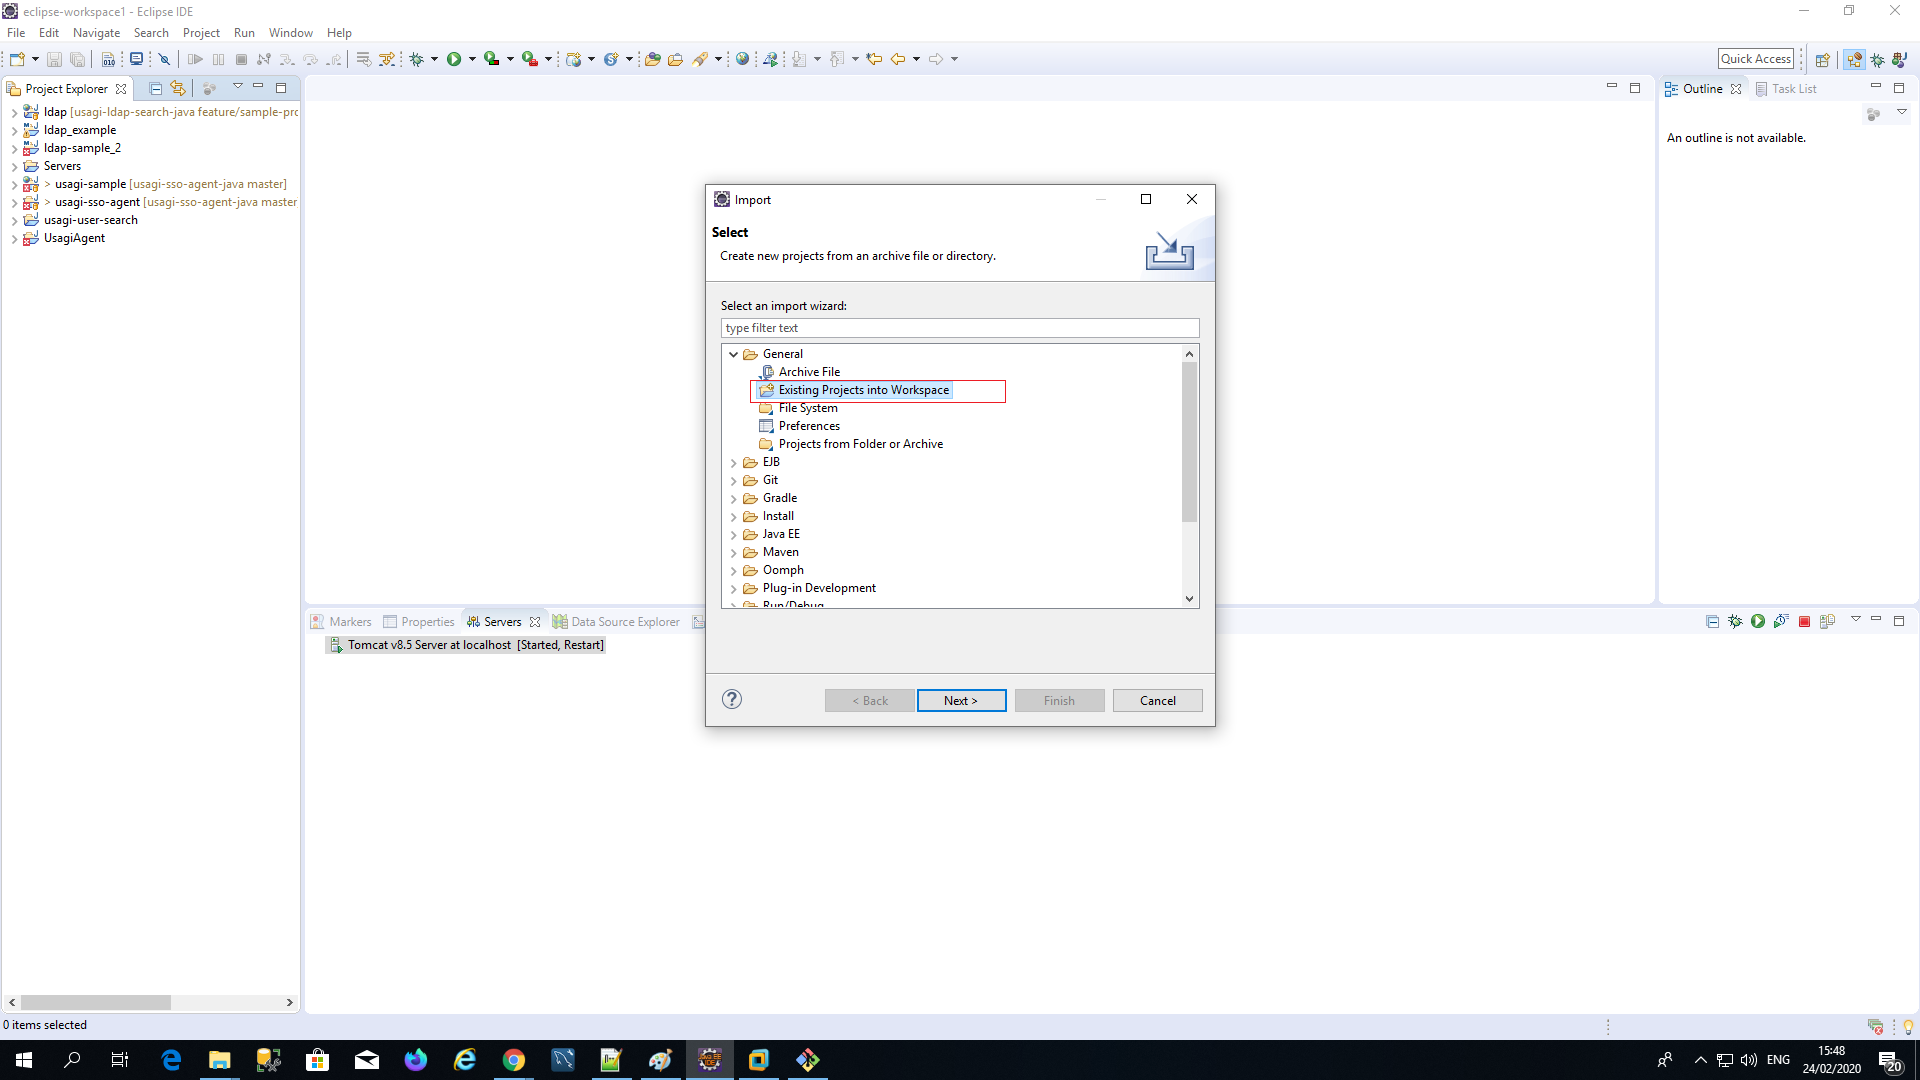 eclipse-workspace1 - Eclipse IDE
File Edit Navigate Search Project Run Window Help
Quick Access
Project Explorer
Outline Task List
ldap [usagi-ldap-search-java feature/sample-pro
ldap_example
ldap-sample_2
Servers
> usagi-sample [usagi-sso-agent-java master]
> usagi-sso-agent [usagi-sso-agent-java master
usagi-user-search
UsagiAgent
An outline is not available.
Import
Select
Create new projects from an archive file or directory.
Select an import wizard:
type filter text
General
Archive File
Existing Projects into Workspace
File System
Preferences
Projects from Folder or Archive
EJB
Git
Gradle
Install
Java EE
Maven
Oomph
Plug-in Development
Run/Debug
< Back Next > Finish Cancel
Markers Properties Servers Data Source Explorer
Tomcat v8.5 Server at localhost [Started, Restart]
0 items selected
ENG
15:48
24/02/2020
20